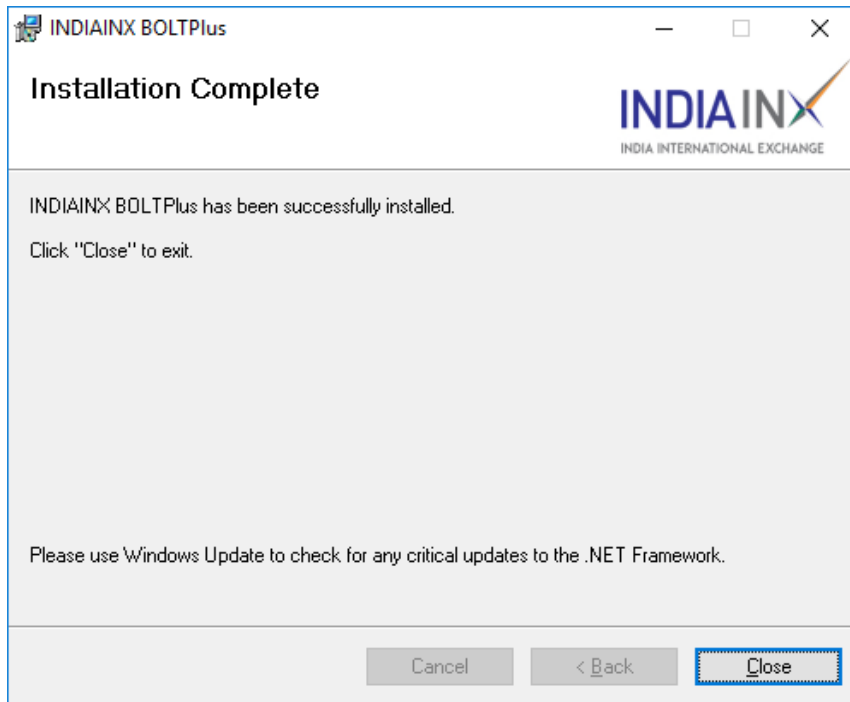 INDIAINX BOLTPlus
Installation Complete
INDIAINX
INDIA INTERNATIONAL EXCHANGE
INDIAINX BOLTPlus has been successfully installed.
Click "Close" to exit.
Please use Windows Update to check for any critical updates to the .NET Framework.
Cancel < Back Close